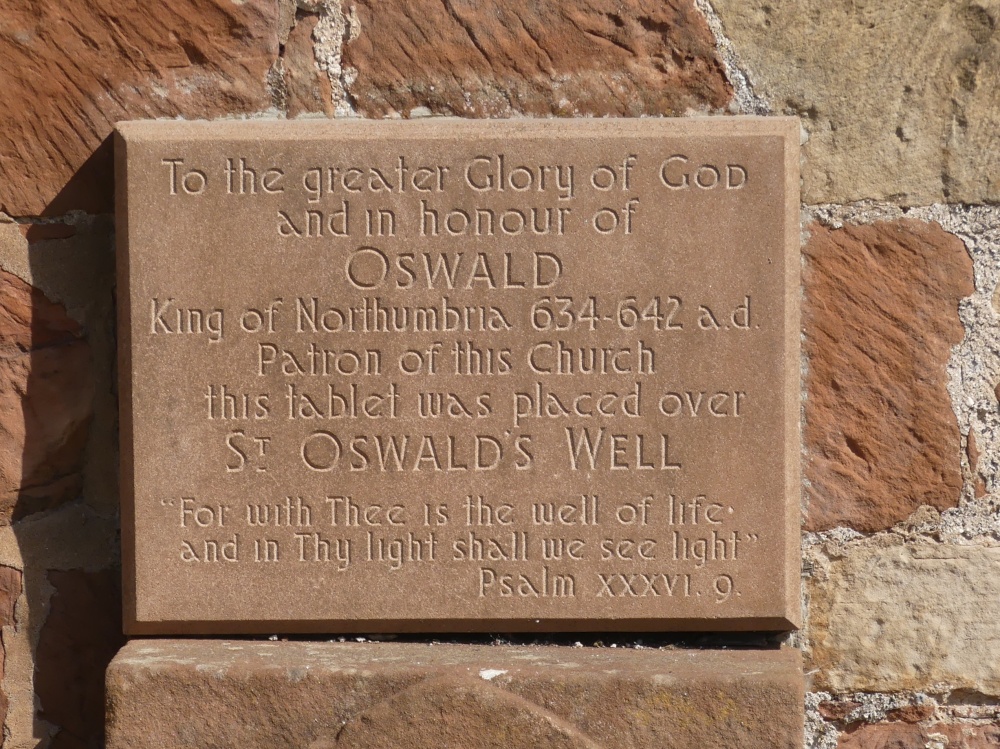 To the greater Glory of GOD
and in honour of
OSWALD
King of Northumbria 634-642 a.d.
Patron of this Church
this tablet was placed over
ST OSWALD'S WELL
"For with Thee is the well of life·
and in Thy light shall we see light"
Psalm XXXVI. 9.